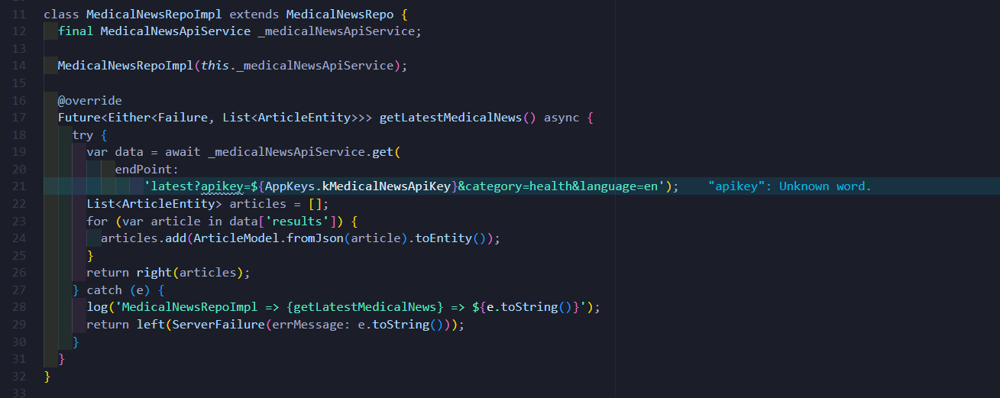 11 class MedicalNewsRepoImpl extends MedicalNewsRepo {
12   final MedicalNewsApiService _medicalNewsApiService;
13
14   MedicalNewsRepoImpl(this._medicalNewsApiService);
15
16   @override
17   Future<Either<Failure, List<ArticleEntity>>> getLatestMedicalNews() async {
18     try {
19       var data = await _medicalNewsApiService.get(
20           endPoint:
21               'latest?apikey=${AppKeys.kMedicalNewsApiKey}&category=health&language=en');    "apikey": Unknown word.
22       List<ArticleEntity> articles = [];
23       for (var article in data['results']) {
24         articles.add(ArticleModel.fromJson(article).toEntity());
25       }
26       return right(articles);
27     } catch (e) {
28       log('MedicalNewsRepoImpl => {getLatestMedicalNews} => ${e.toString()}');
29       return left(ServerFailure(errMessage: e.toString()));
30     }
31   }
32 }
33